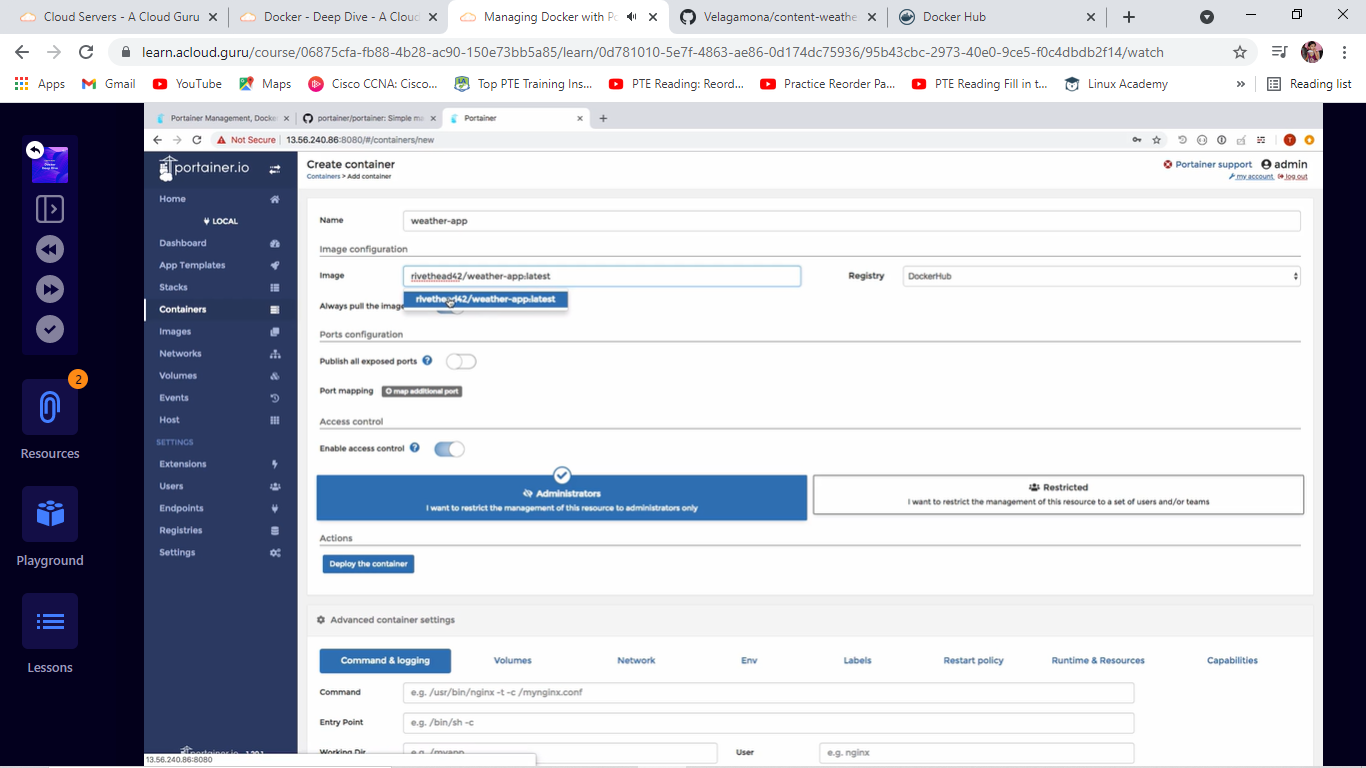 Cloud Servers - A Cloud Guru
Docker - Deep Dive - A Cloud
Managing Docker with Po
Velagamona/content-weathe
Docker Hub
learn.acloud.guru/course/06875cfa-fb88-4b28-ac90-150e73bb5a85/learn/0d781010-5e7f-4863-ae86-0d174dc75936/95b43cbc-2973-40e0-9ce5-f0c4dbdb2f14/watch
Apps
Gmail
YouTube
Maps
Cisco CCNA: Cisco...
Top PTE Training Ins...
PTE Reading: Reord...
Practice Reorder Pa...
PTE Reading Fill in t...
Linux Academy
»
Reading list
Docker Deep Dive
2
Resources
Playground
Lessons
Portainer Management, Docke
portainer/portainer: Simple ma
Portainer
Not Secure
13.56.240.86:8080/#/containers/new
T
portainer.io
Home
LOCAL
Dashboard
App Templates
Stacks
Containers
Images
Networks
Volumes
Events
Host
SETTINGS
Extensions
Users
Endpoints
Registries
Settings
portainer.io 1.20.1
Create container
Containers > Add container
Portainer support
admin
my account
log out
Name
weather-app
Image configuration
Image
rivethead42/weather-app:latest
Registry
DockerHub
rivethead42/weather-app:latest
Always pull the image
Ports configuration
Publish all exposed ports
Port mapping
map additional port
Access control
Enable access control
Administrators
I want to restrict the management of this resource to administrators only
Restricted
I want to restrict the management of this resource to a set of users and/or teams
Actions
Deploy the container
Advanced container settings
Command & logging
Volumes
Network
Env
Labels
Restart policy
Runtime & Resources
Capabilities
Command
e.g. /usr/bin/nginx -t -c /mynginx.conf
Entry Point
e.g. /bin/sh -c
Working Dir
e.g. /myapp
User
e.g. nginx
13.56.240.86:8080